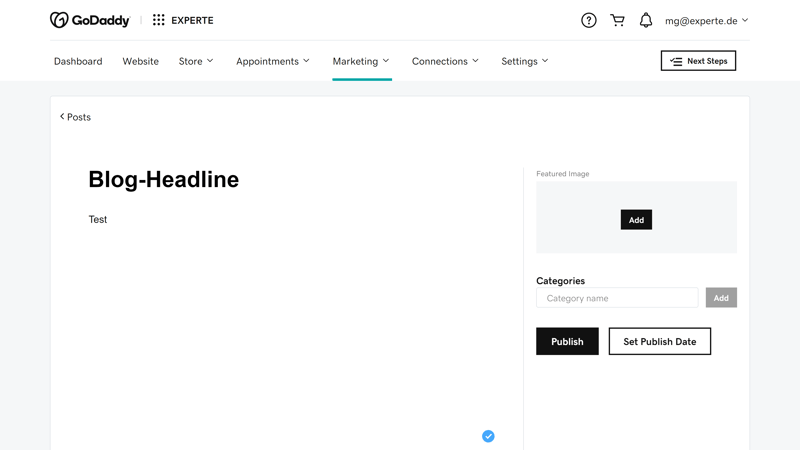 GoDaddy EXPERTE mg@experte.de
Dashboard Website Store Appointments Marketing Connections Settings Next Steps
Posts
Blog-Headline
Test
Featured Image
Add
Categories
Category name Add
Publish Set Publish Date